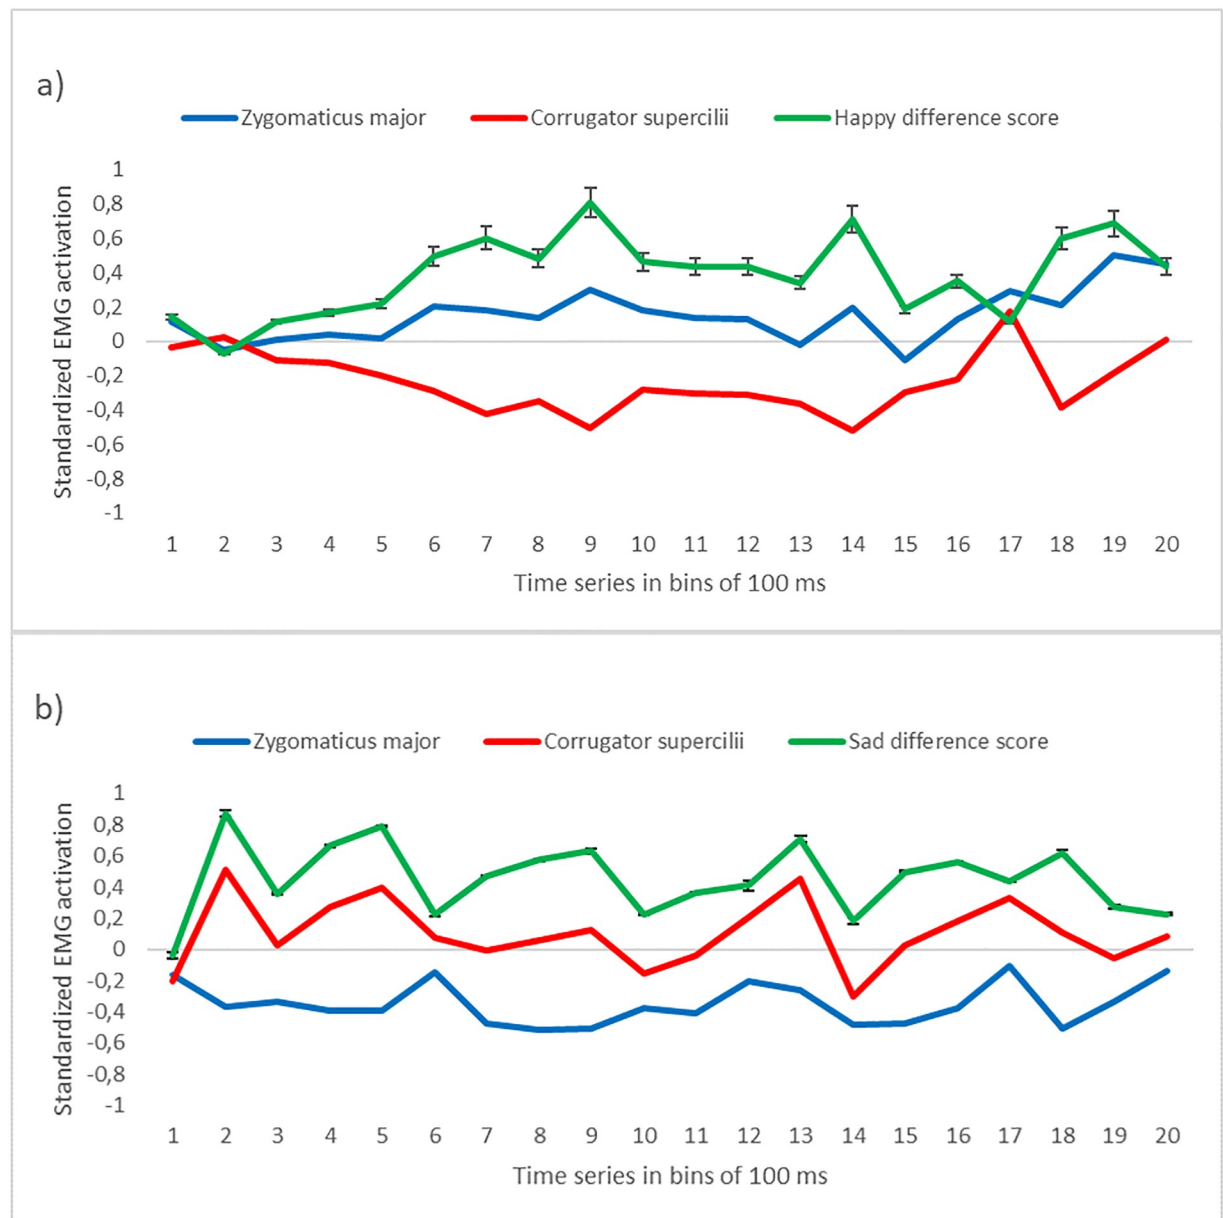 a)
Zygomaticus major Corrugator supercilii Happy difference score
Standardized EMG activation
1
0,8
0,6
0,4
0,2
0
-0,2
-0,4
-0,6
-0,8
-1
1 2 3 4 5 6 7 8 9 10 11 12 13 14 15 16 17 18 19 20
Time series in bins of 100 ms
b)
Zygomaticus major Corrugator supercilii Sad difference score
Standardized EMG activation
1
0,8
0,6
0,4
0,2
0
-0,2
-0,4
-0,6
-0,8
-1
1 2 3 4 5 6 7 8 9 10 11 12 13 14 15 16 17 18 19 20
Time series in bins of 100 ms